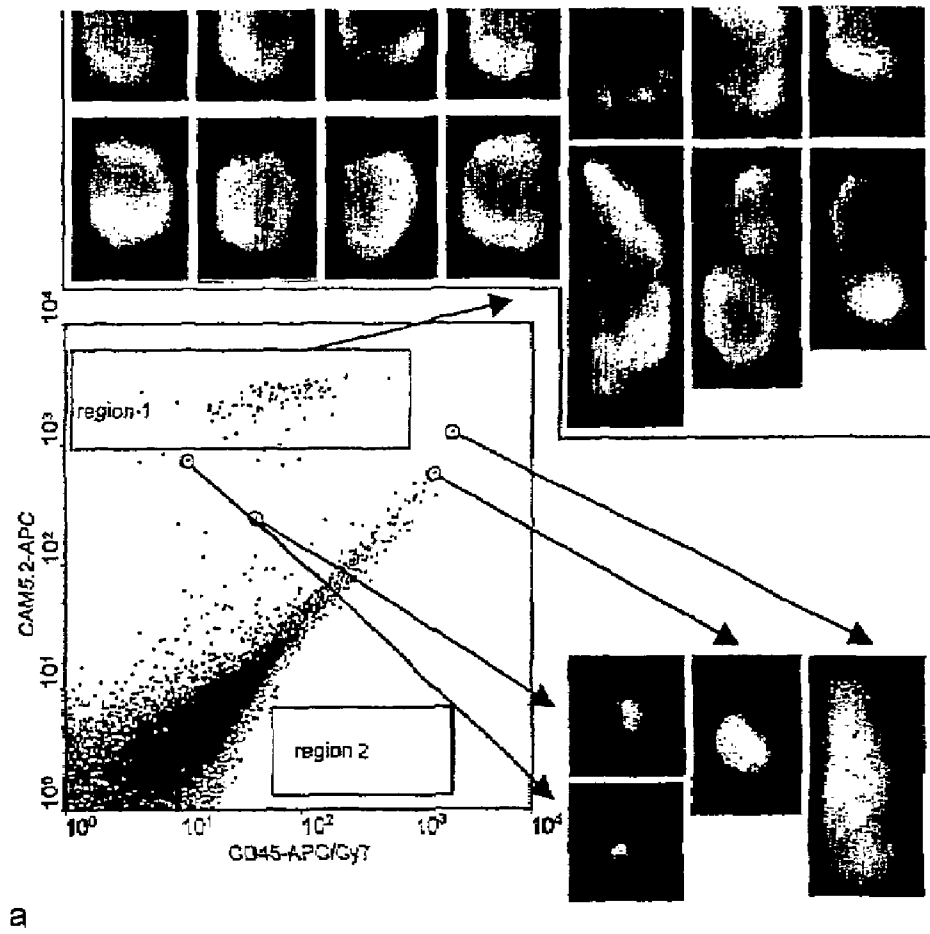 10⁴
region 1
10³
CAM5.2-APC
10²
10¹
region 2
10⁰
10⁰ 10¹ 10² 10³ 10⁴
CD45-APC/Cy7
a